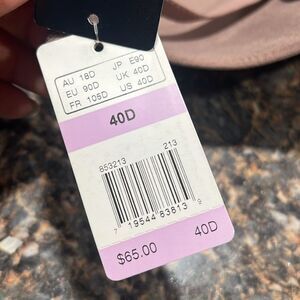 AU 18D JP E90
EU 90D UK 40D
FR 105D US 40D
40D
853213 213
7 19544 83813 9
$65.00 40D